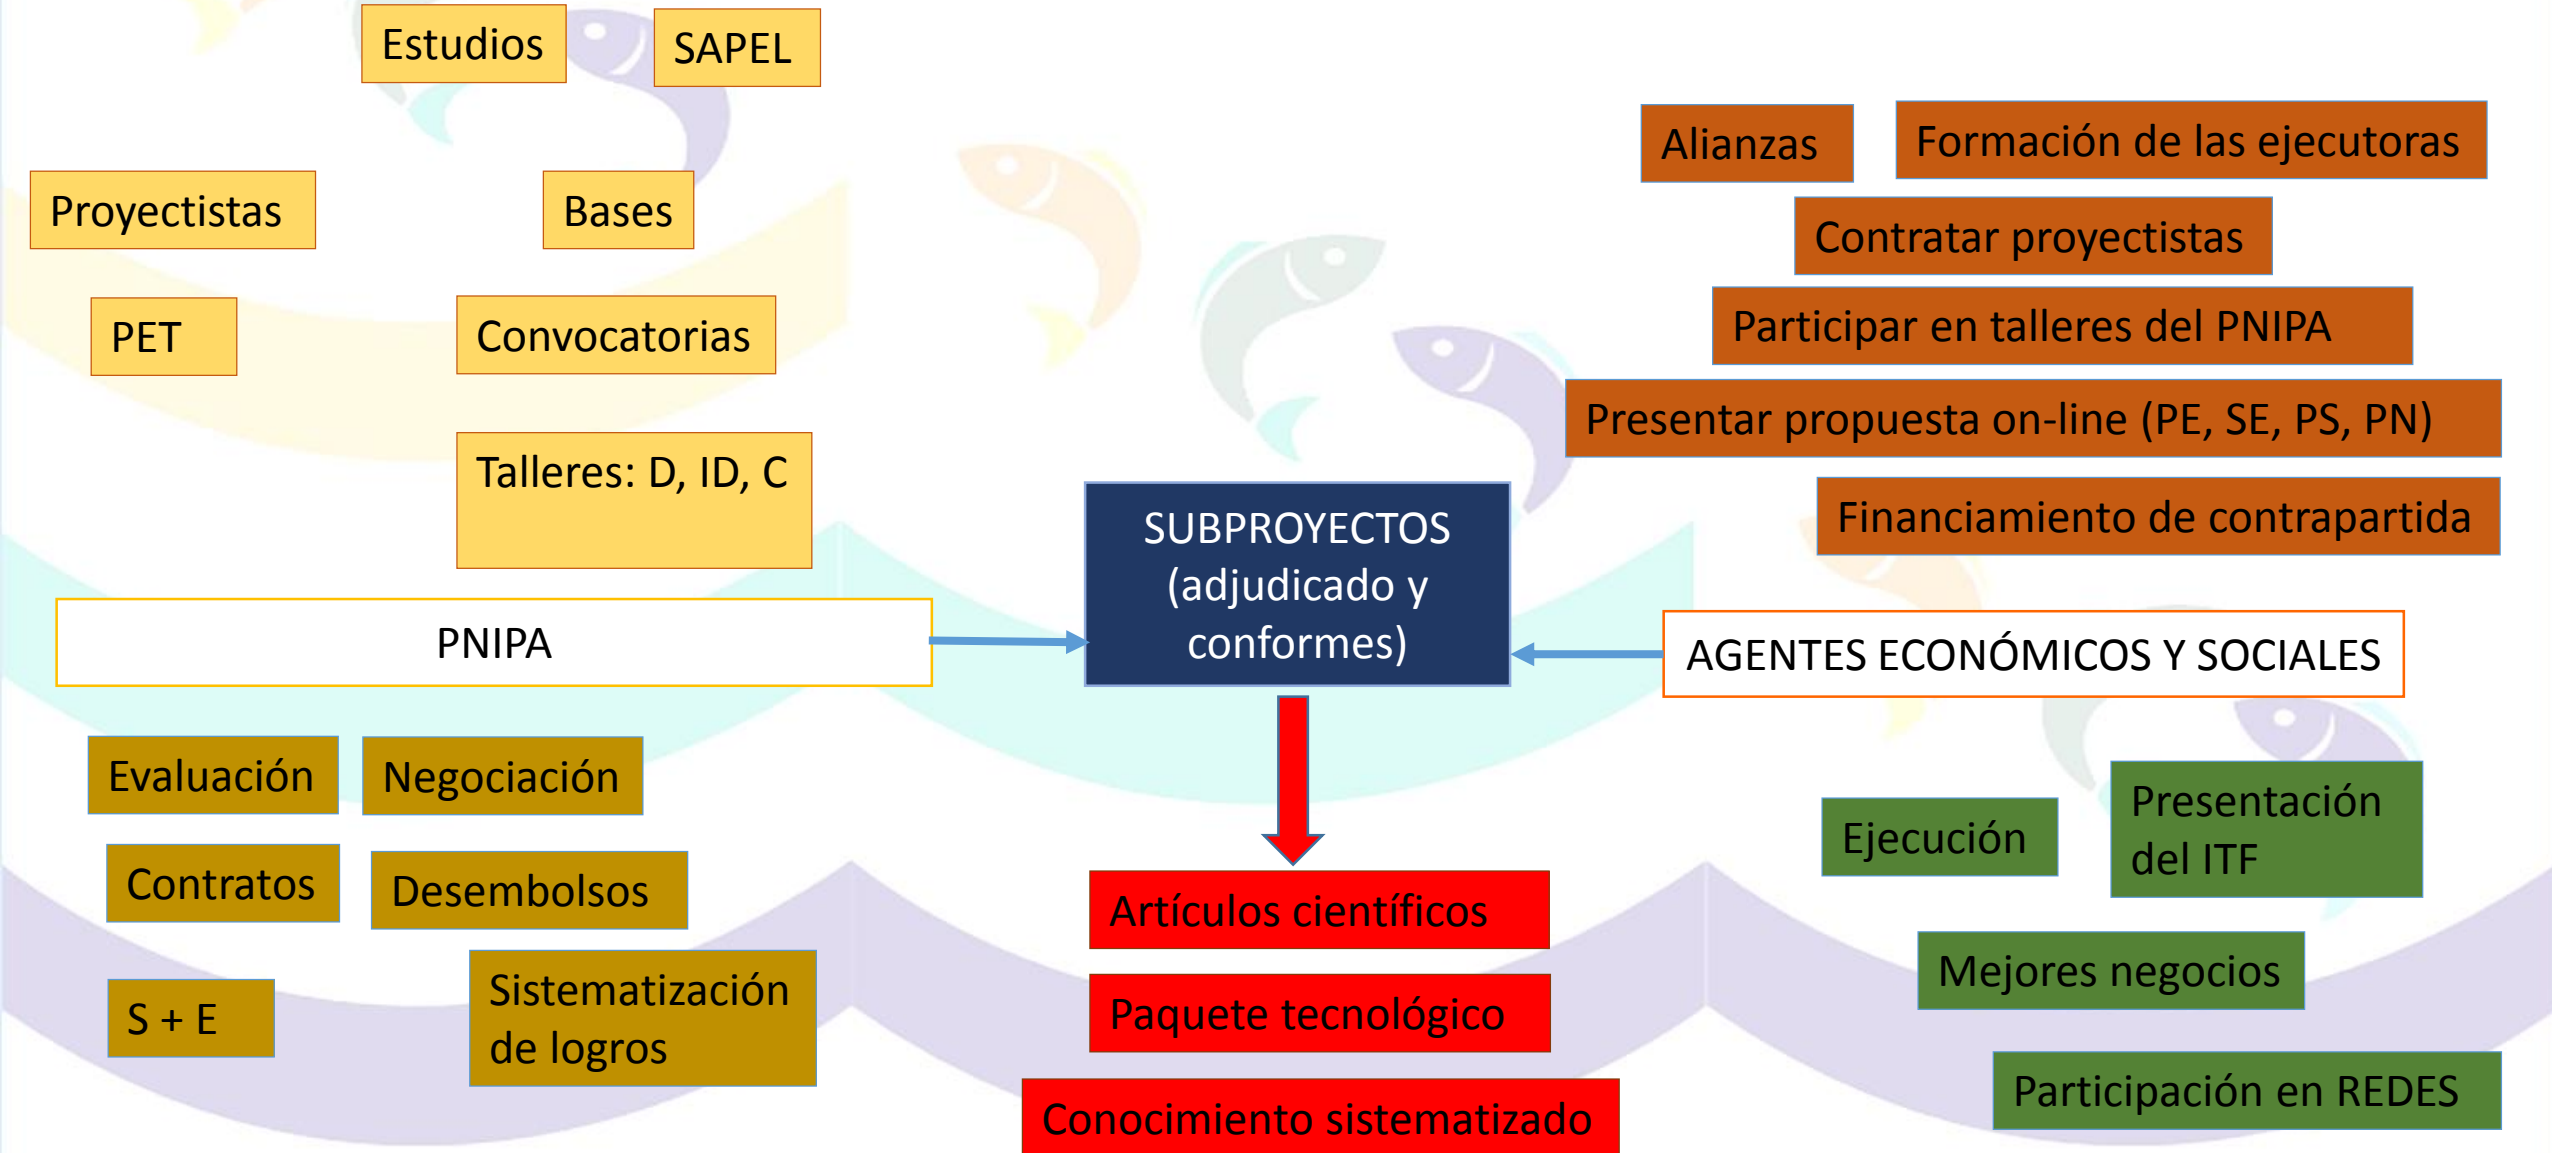 Estudios
SAPEL
Proyectistas
Bases
PET
Convocatorias
Talleres: D, ID, C
PNIPA
Evaluación
Negociación
Contratos
Desembolsos
S + E
Sistematización
de logros
SUBPROYECTOS
(adjudicado y
conformes)
Artículos científicos
Paquete tecnológico
Conocimiento sistematizado
Alianzas
Formación de las ejecutoras
Contratar proyectistas
Participar en talleres del PNIPA
Presentar propuesta on-line (PE, SE, PS, PN)
Financiamiento de contrapartida
AGENTES ECONÓMICOS Y SOCIALES
Ejecución
Presentación
del ITF
Mejores negocios
Participación en REDES